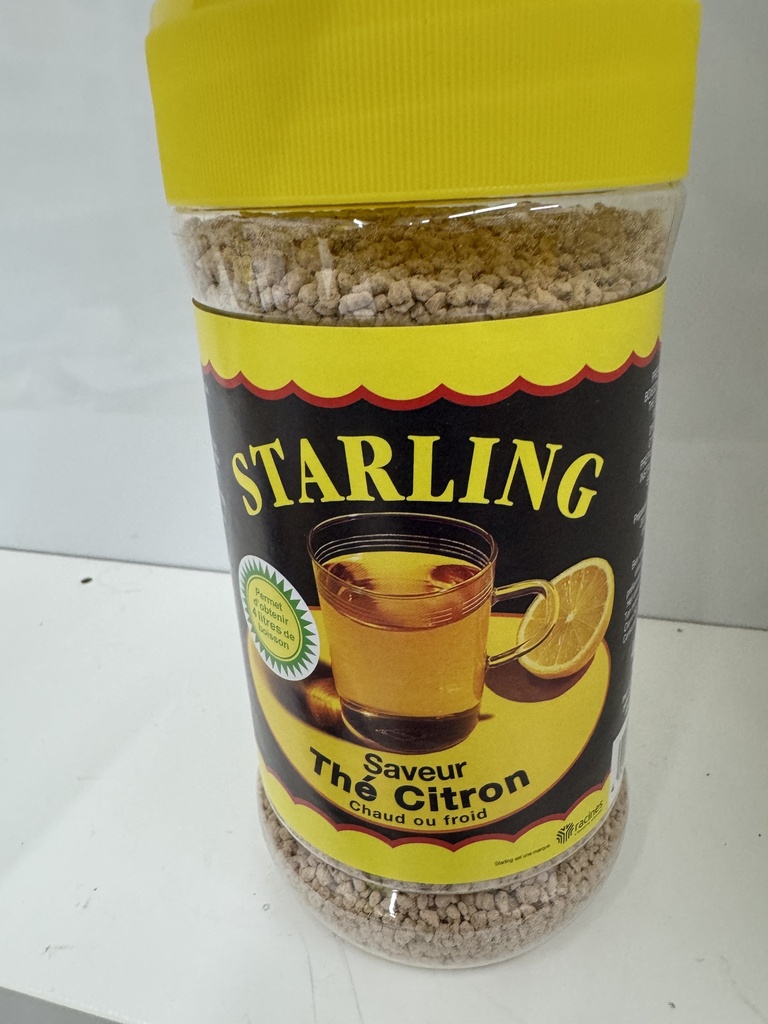 STARLING
Permet
d'obtenir
4 litres de
boisson
Saveur
Thé Citron
Chaud ou froid
Starling est une marque
racines